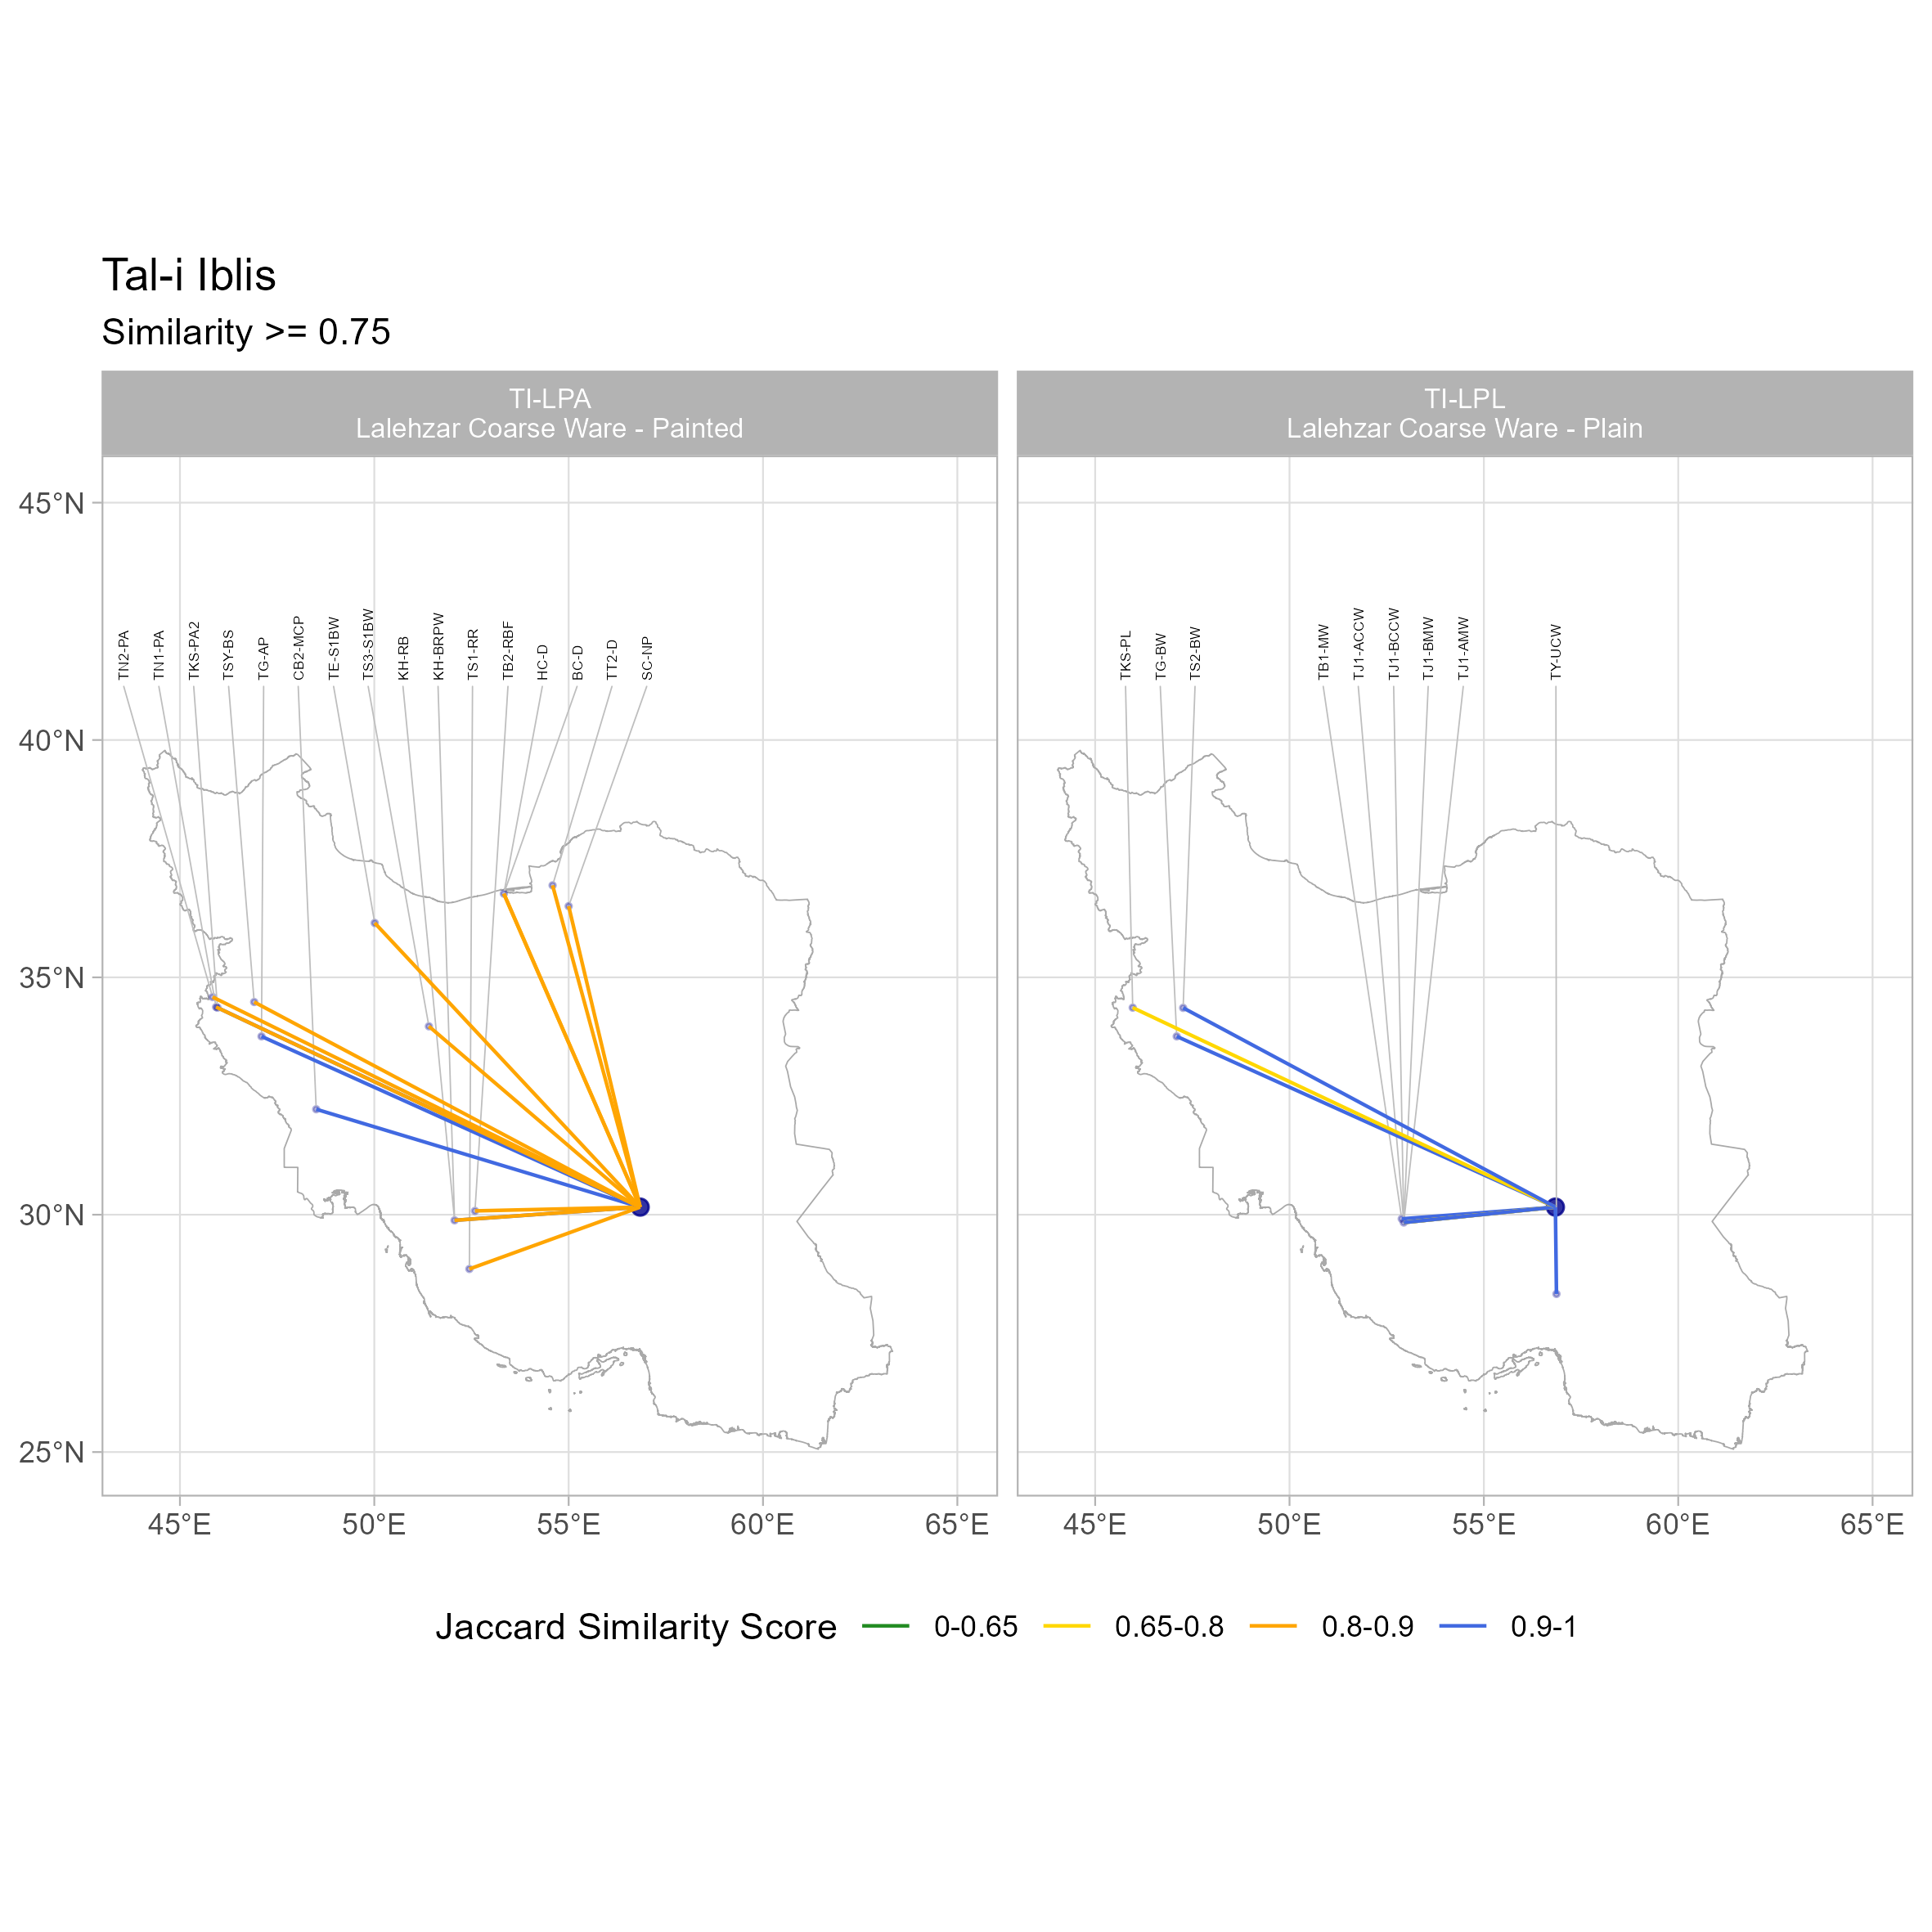 Tal-i Iblis
Similarity >= 0.75
TI-LPA
Lalehzar Coarse Ware - Painted
TI-LPL
Lalehzar Coarse Ware - Plain
TN2-PA
TN1-PA
TKS-PA2
TSY-BS
TG-AP
CB2-MCP
TE-S1BW
TS3-S1BW
KH-RB
KH-BRPW
TS1-RR
TB2-RBF
HC-D
BC-D
TT2-D
SC-NP
TKS-PL
TG-BW
TS2-BW
TB1-MW
TJ1-ACCW
TJ1-BCCW
TJ1-BMW
TJ1-AMW
TY-UCW
45°N
40°N
35°N
30°N
25°N
45°E 50°E 55°E 60°E 65°E
45°E 50°E 55°E 60°E 65°E
Jaccard Similarity Score 0-0.65 0.65-0.8 0.8-0.9 0.9-1